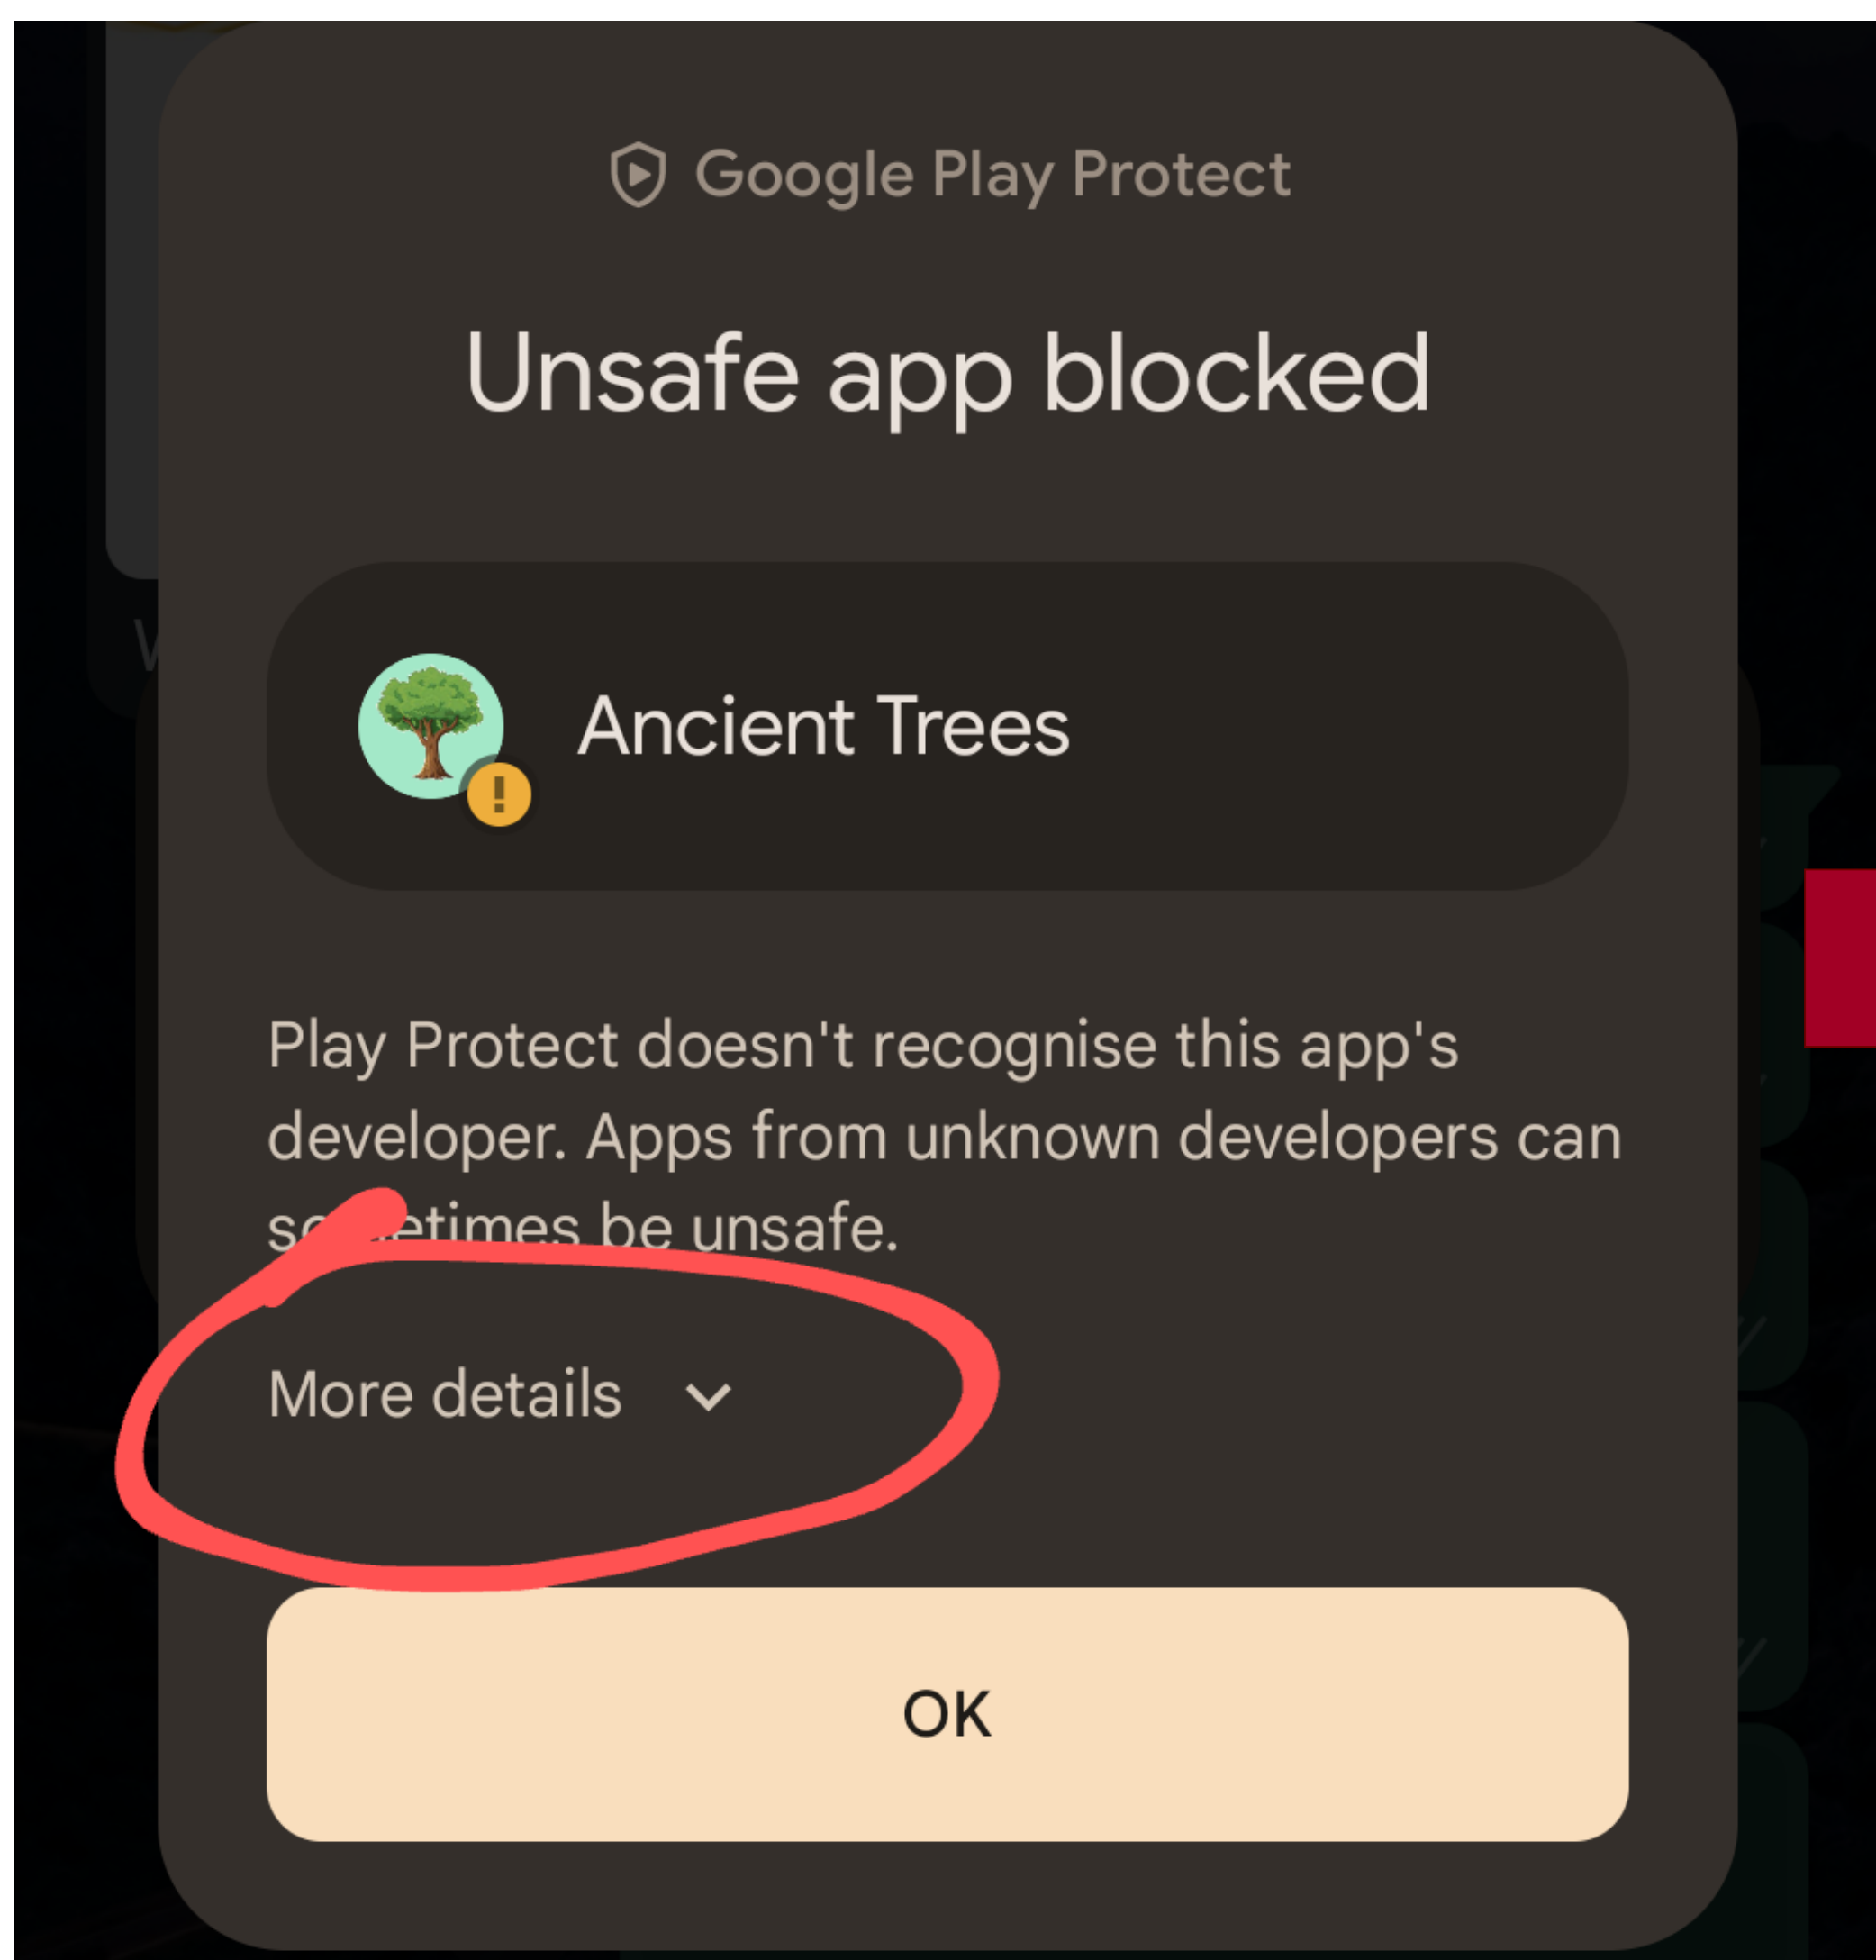 Google Play Protect
Unsafe app blocked
Ancient Trees
Play Protect doesn't recognise this app's
developer. Apps from unknown developers can
sometimes be unsafe.
More details
OK